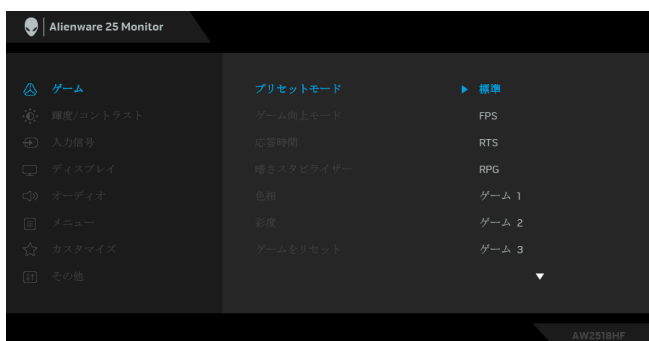 Alienware 25 Monitor
ゲーム プリセットモード 標準
輝度/コントラスト ゲーム向上モード FPS
入力信号 応答時間 RTS
ディスプレイ 暗さスタビライザー RPG
オーディオ 色相 ゲーム 1
メニュー 彩度 ゲーム 2
カスタマイズ ゲームをリセット ゲーム 3
その他
AW2518HF